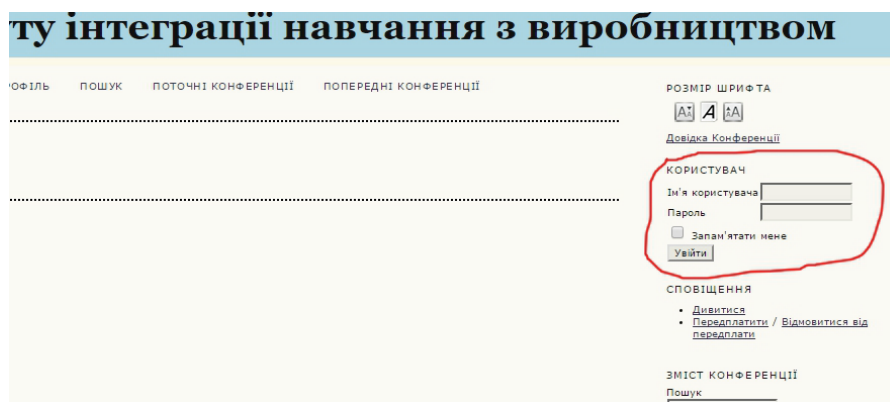 ту інтеграції навчання з виробництвом
РОФІЛЬ ПОШУК ПОТОЧНІ КОНФЕРЕНЦІЇ ПОПЕРЕДНІ КОНФЕРЕНЦІЇ
РОЗМІР ШРИФТА
Довідка Конференції
КОРИСТУВАЧ
Ім'я користувача
Пароль
Запам'ятати мене
Увійти
СПОВІЩЕННЯ
Дивитися
Передплатити / Відмовитися від
передплати
ЗМІСТ КОНФЕРЕНЦІЇ
Пошук